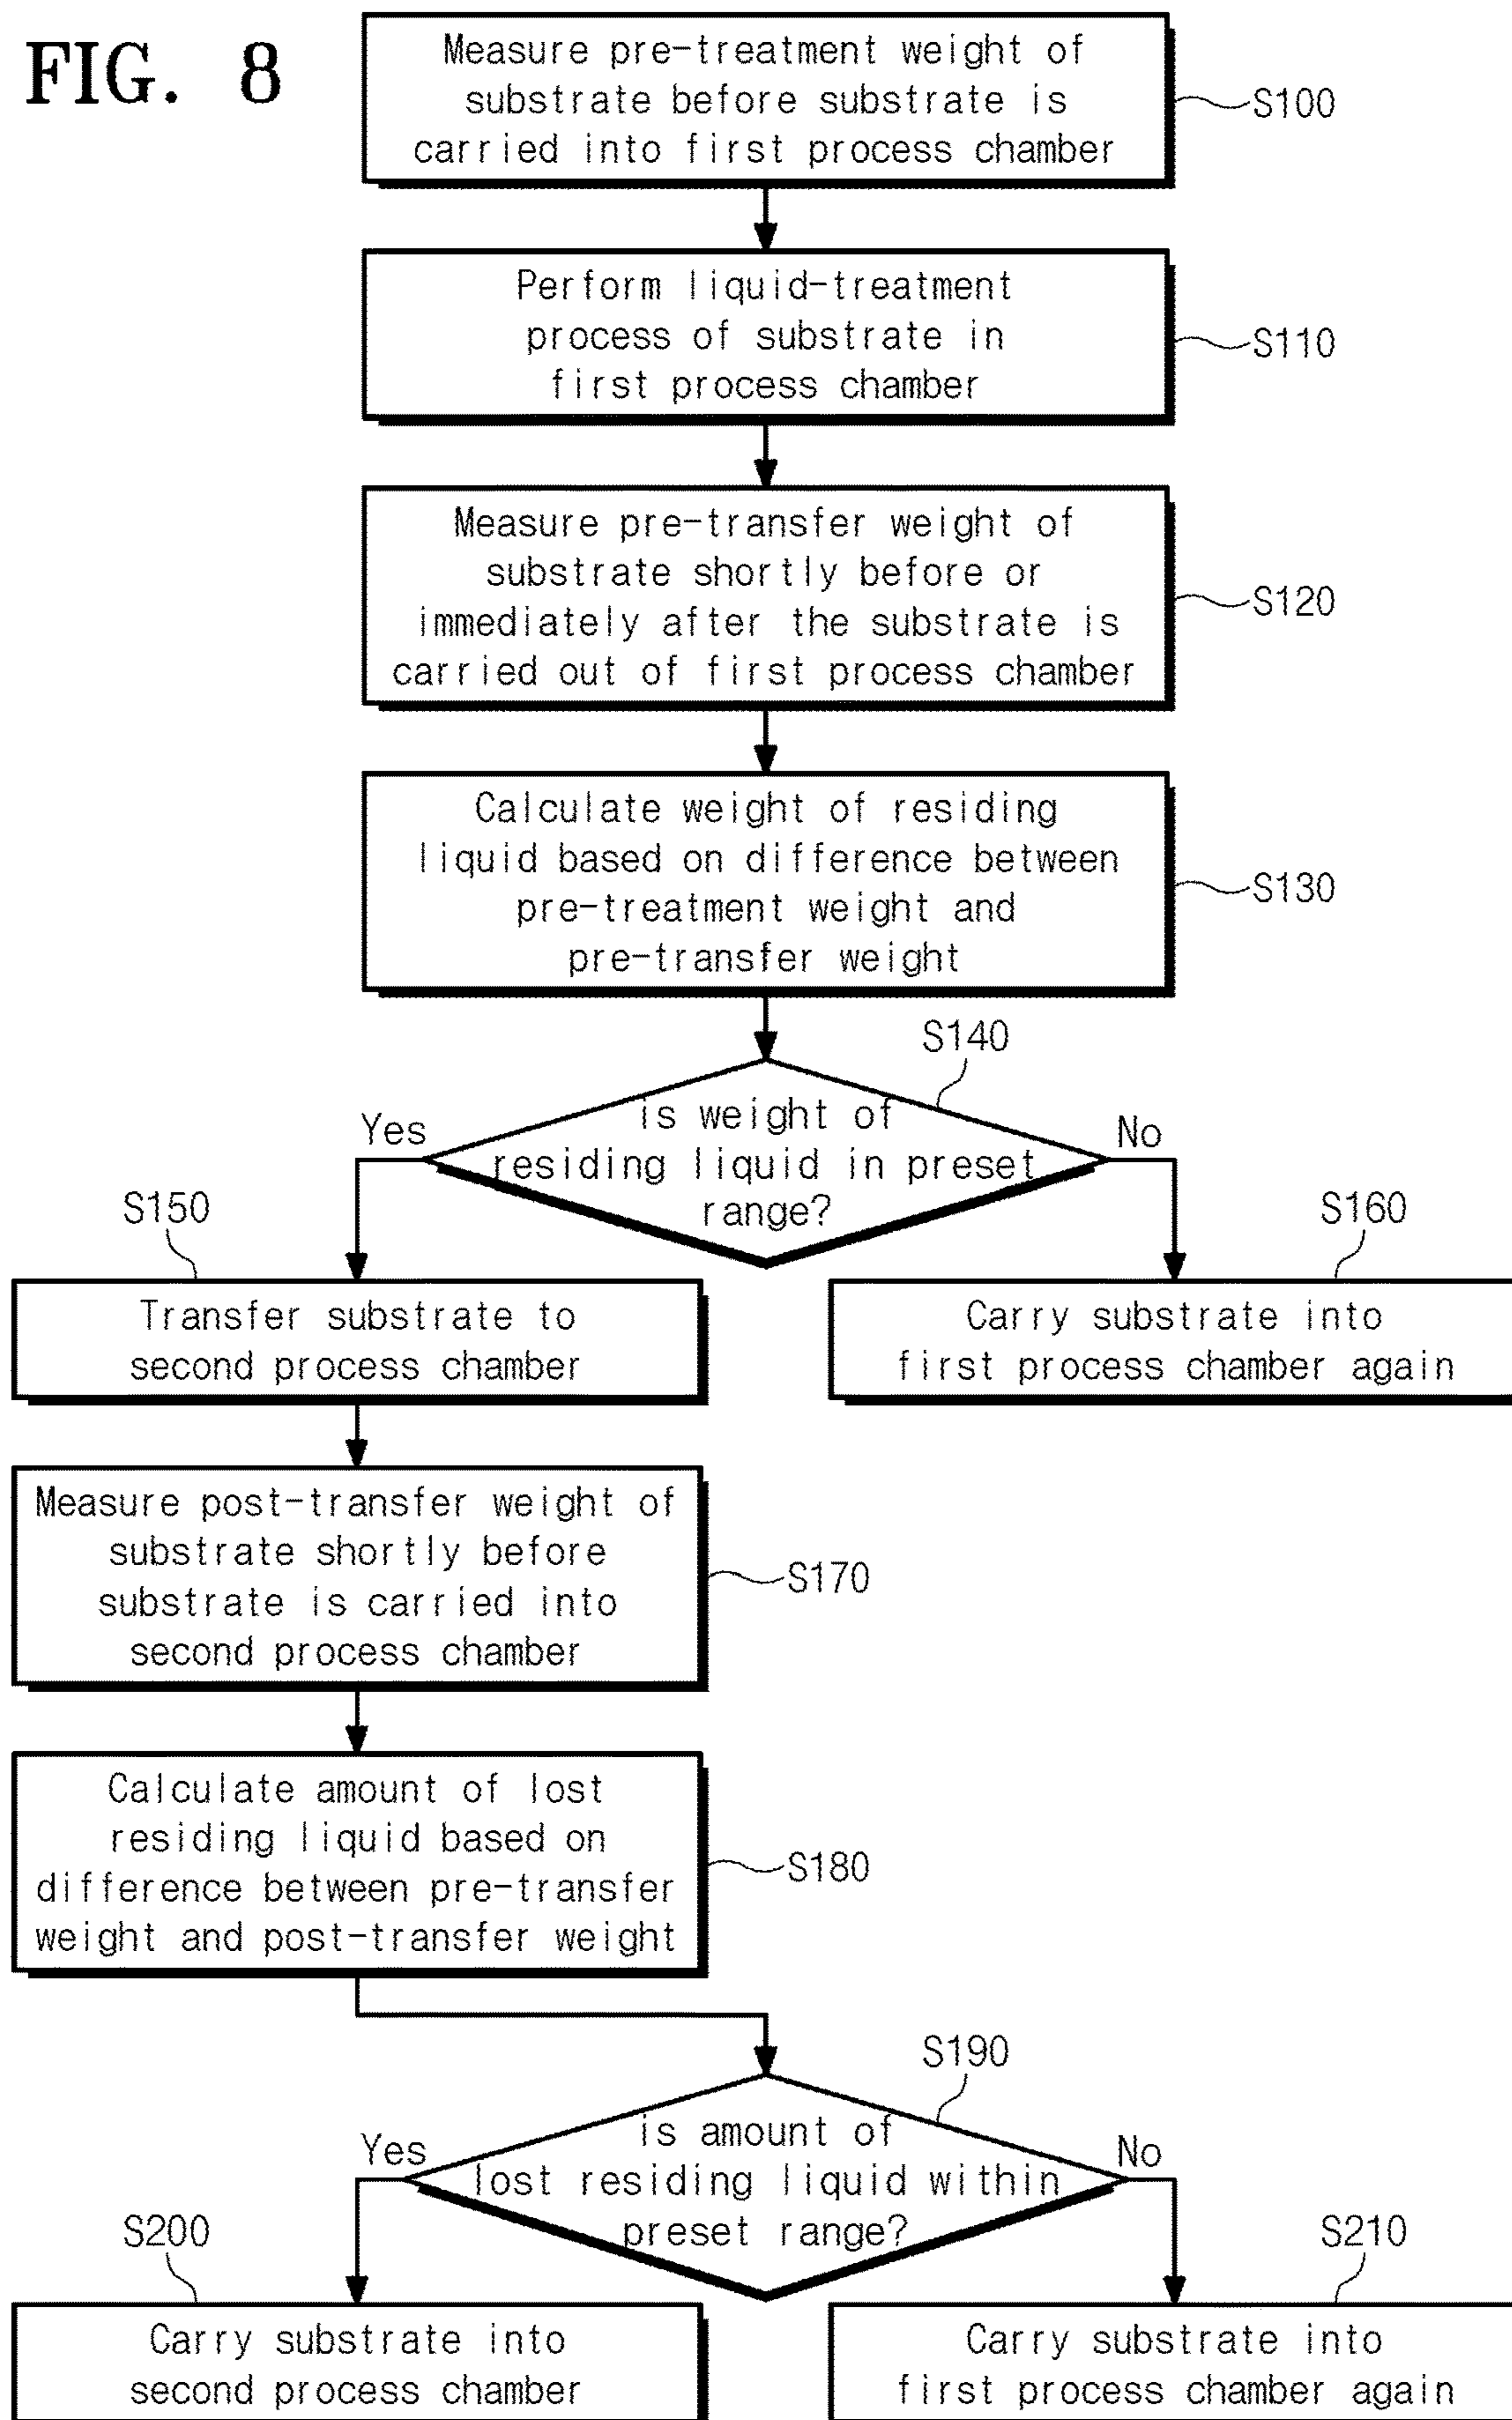 FIG. 8
Measure pre-treatment weight of
substrate before substrate is
carried into first process chamber
S100
Perform liquid-treatment
process of substrate in
first process chamber
S110
Measure pre-transfer weight of
substrate shortly before or
immediately after the substrate is
carried out of first process chamber
S120
Calculate weight of residing
liquid based on difference between
pre-treatment weight and
pre-transfer weight
S130
S140
is weight of
residing liquid in preset
range?
Yes
No
S150
Transfer substrate to
second process chamber
S160
Carry substrate into
first process chamber again
Measure post-transfer weight of
substrate shortly before
substrate is carried into
second process chamber
S170
Calculate amount of lost
residing liquid based on
difference between pre-transfer
weight and post-transfer weight
S180
S190
is amount of
lost residing liquid within
preset range?
Yes
No
S200
Carry substrate into
second process chamber
S210
Carry substrate into
first process chamber again